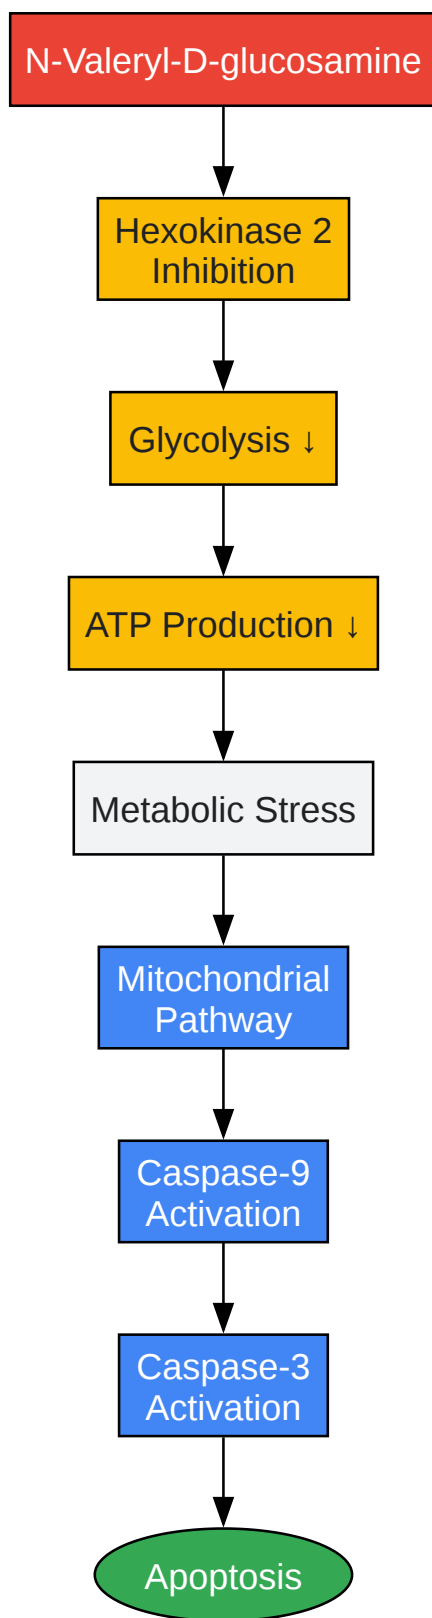 N-Valeryl-D-glucosamine
Hexokinase 2
Inhibition
Glycolysis ↓
ATP Production ↓
Metabolic Stress
Mitochondrial
Pathway
Caspase-9
Activation
Caspase-3
Activation
Apoptosis